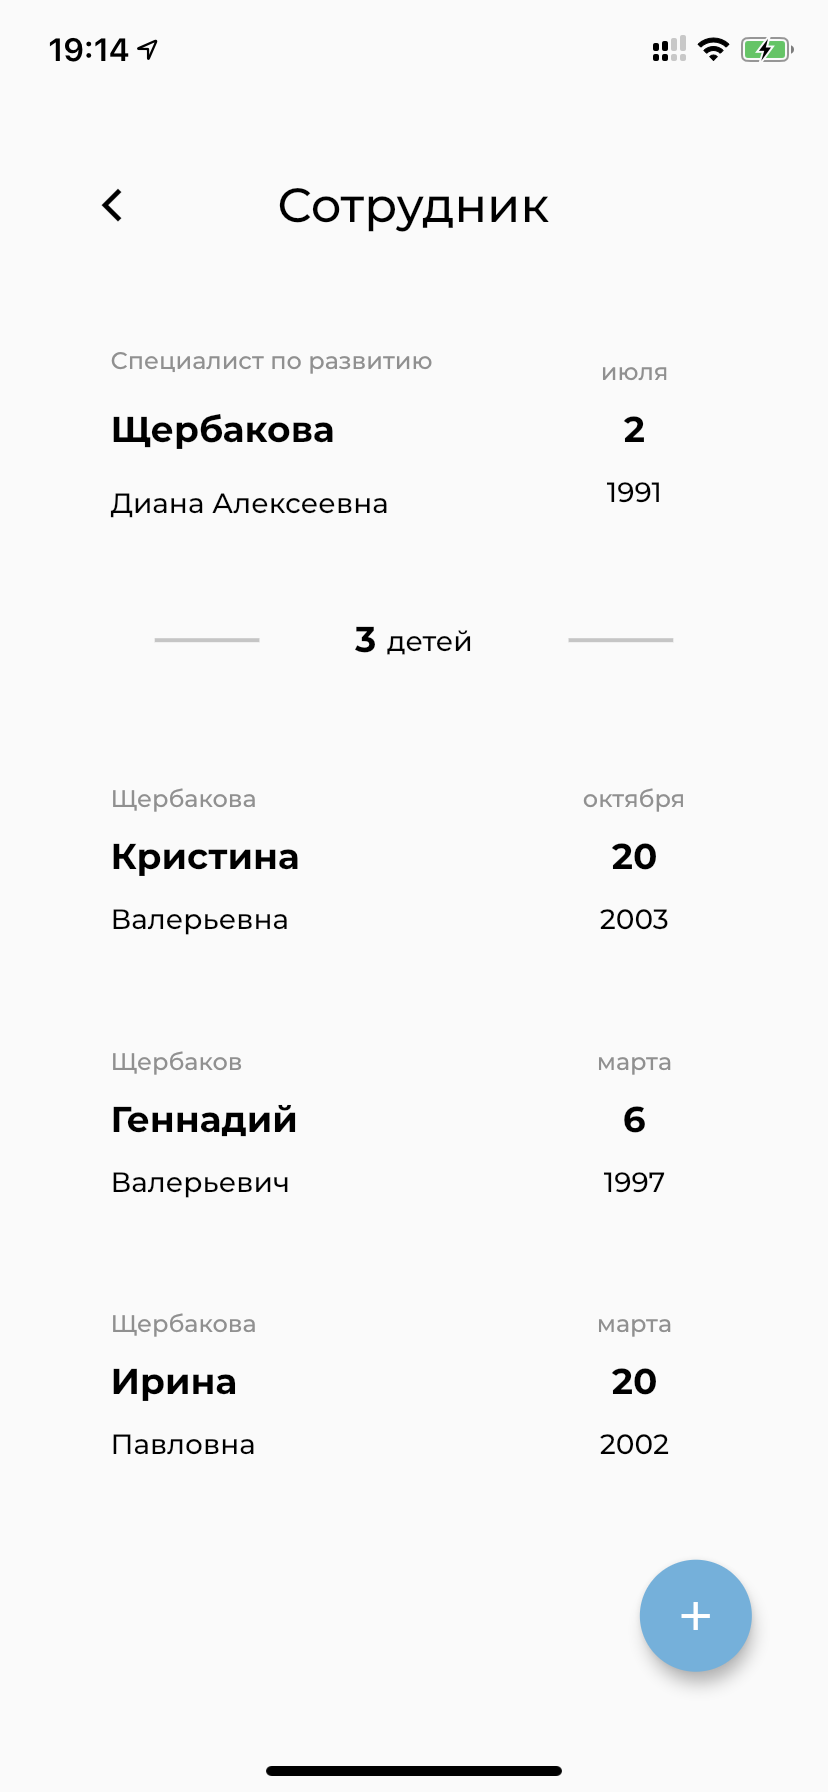 19:14
Сотрудник
Специалист по развитию
июля
Щербакова
2
Диана Алексеевна
1991
3 детей
Щербакова
октября
Кристина
20
Валерьевна
2003
Щербаков
марта
Геннадий
6
Валерьевич
1997
Щербакова
марта
Ирина
20
Павловна
2002
+